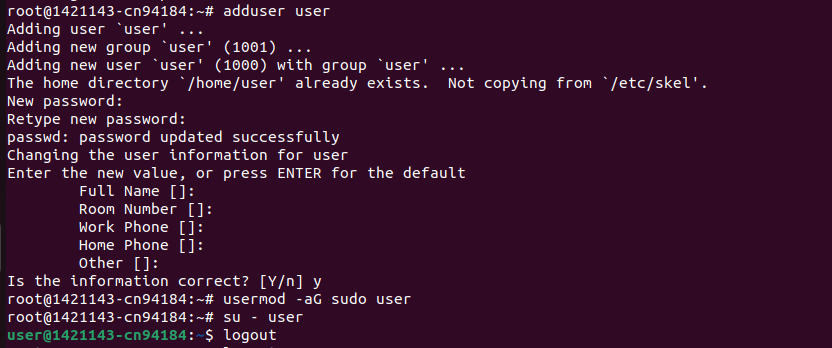 root@1421143-cn94184:~# adduser user
Adding user `user' ...
Adding new group `user' (1001) ...
Adding new user `user' (1000) with group `user' ...
The home directory `/home/user' already exists.  Not copying from `/etc/skel'.
New password:
Retype new password:
passwd: password updated successfully
Changing the user information for user
Enter the new value, or press ENTER for the default
        Full Name []:
        Room Number []:
        Work Phone []:
        Home Phone []:
        Other []:
Is the information correct? [Y/n] y
root@1421143-cn94184:~# usermod -aG sudo user
root@1421143-cn94184:~# su - user
user@1421143-cn94184:~$ logout